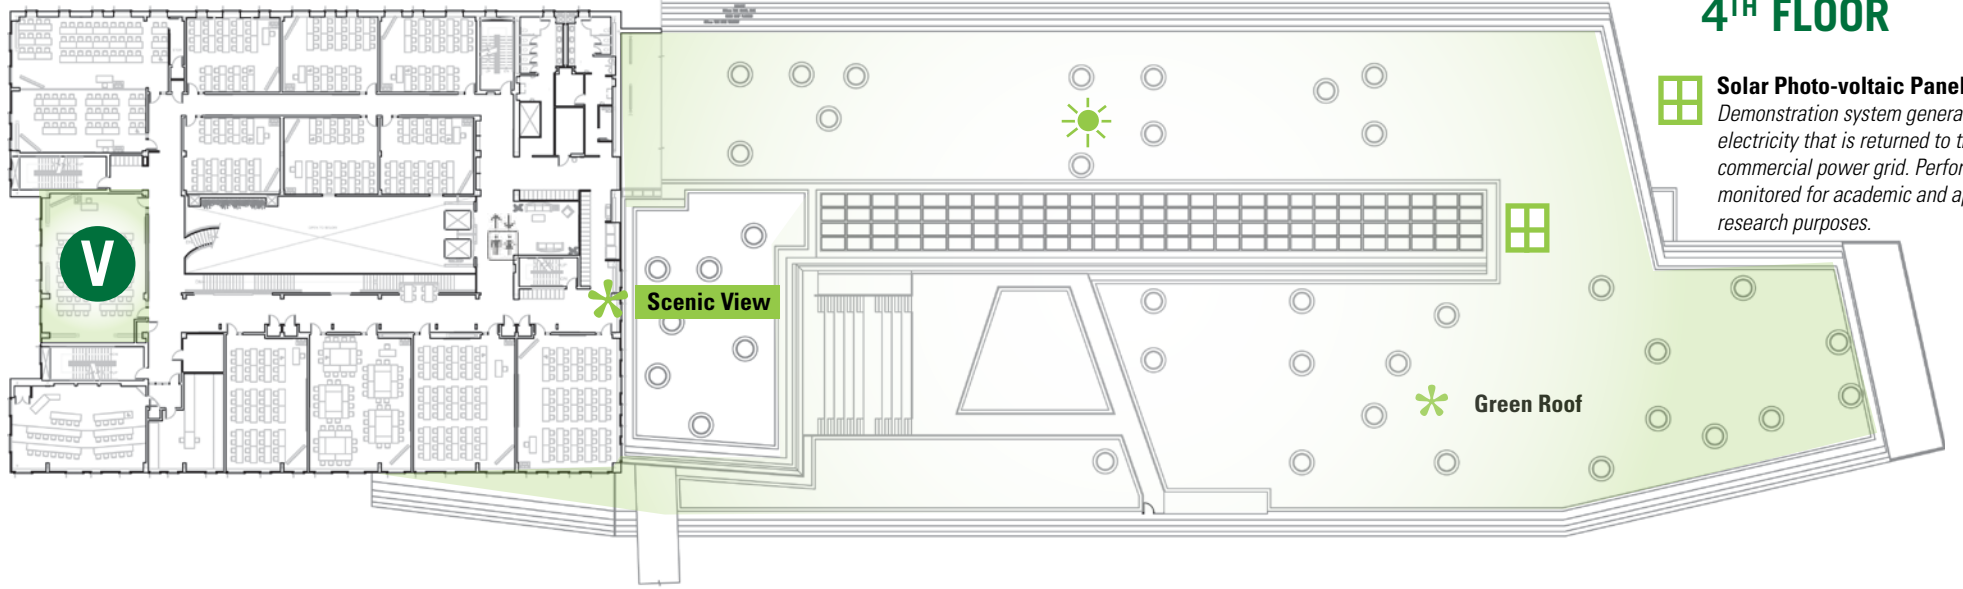 4TH FLOOR
Solar Photo-voltaic Panel
Demonstration system genera
electricity that is returned to t
commercial power grid. Perfor
monitored for academic and a
research purposes.
V
Scenic View
Green Roof